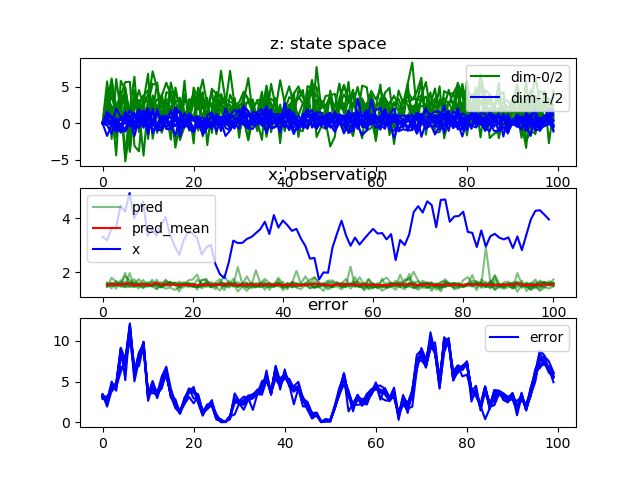 z: state space
5
0
−5
dim-0/2
dim-1/2
0 20 40 60 80 100
x: observation
4
2
pred
pred_mean
x
0 20 40 60 80 100
error
10
5
0
error
0 20 40 60 80 100